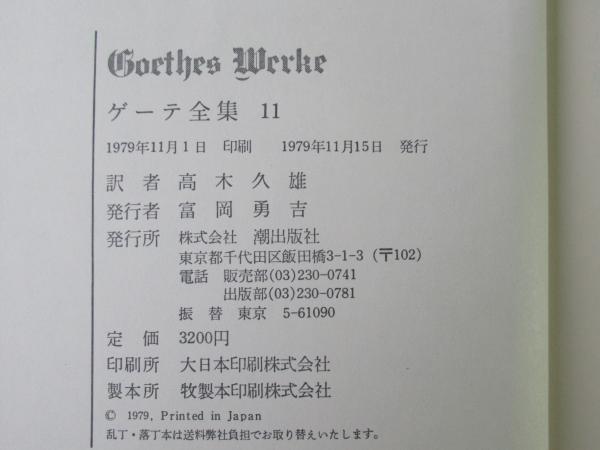 Goethes Werke
ゲーテ全集 11
1979年11月1日 印刷 1979年11月15日 発行
訳者 高木久雄
発行者 富岡勇吉
発行所 株式会社 潮出版社
東京都千代田区飯田橋3-1-3 (〒102)
電話 販売部(03)230-0741
出版部(03)230-0781
振替 東京 5-61090
定価 3200円
印刷所 大日本印刷株式会社
製本所 牧製本印刷株式会社
© 1979, Printed in Japan
乱丁・落丁本は送料弊社負担でお取り替えいたします。